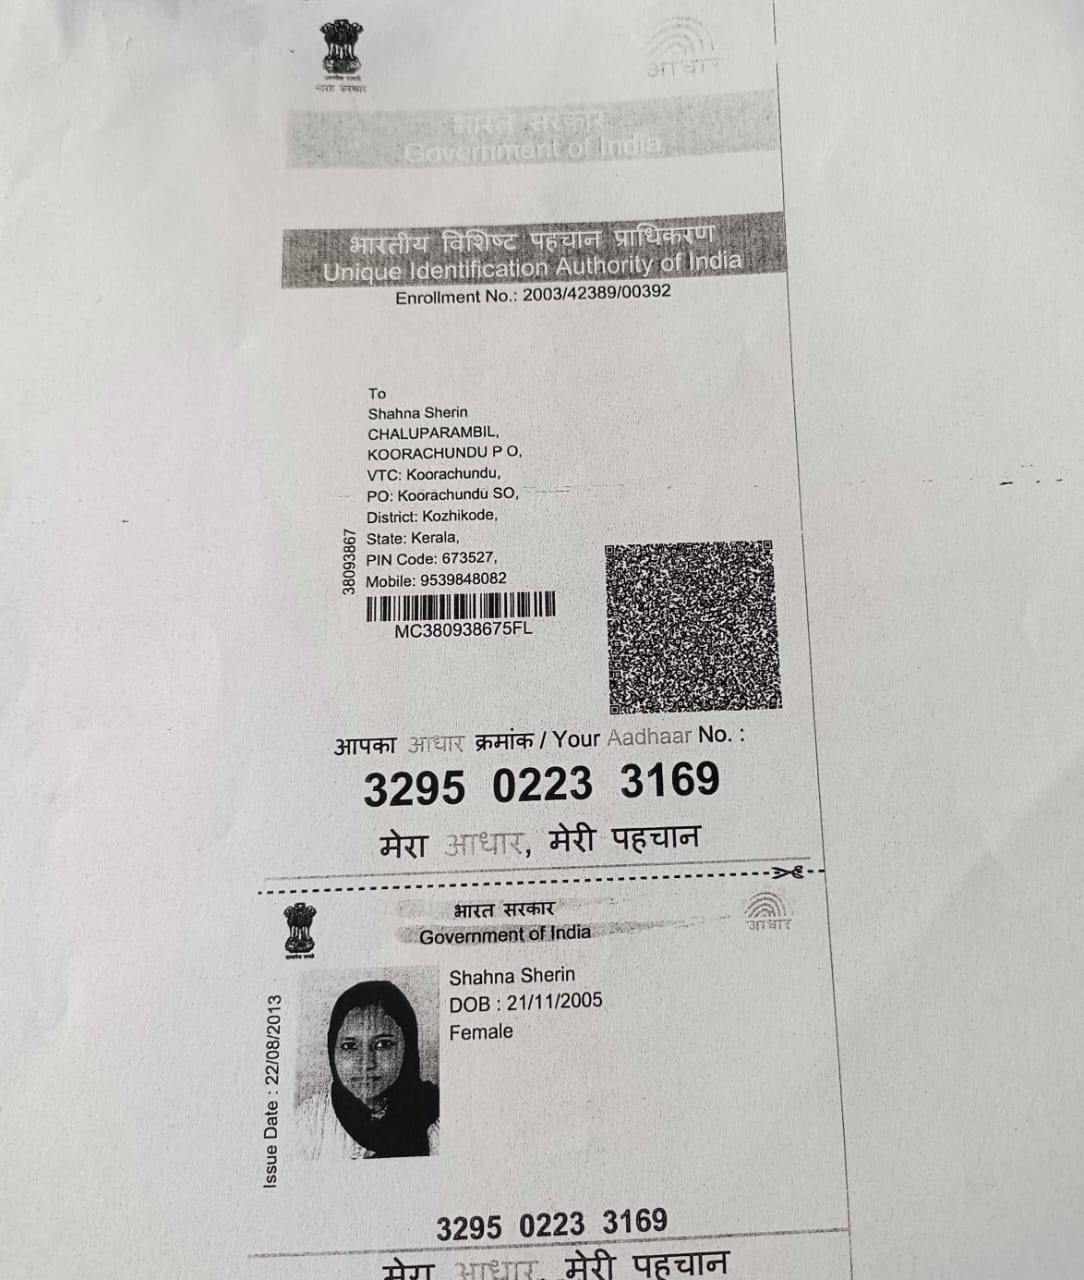 भारत सरकार
आधार
भारत सरकार
Government of India
भारतीय विशिष्ट पहचान प्राधिकरण
Unique Identification Authority of India
Enrollment No.: 2003/42389/00392
To
Shahna Sherin
CHALUPARAMBIL,
KOORACHUNDU P O,
VTC: Koorachundu,
PO: Koorachundu SO,
District: Kozhikode,
State: Kerala,
PIN Code: 673527,
Mobile: 9539848082
38093867
MC380938675FL
आपका आधार क्रमांक / Your Aadhaar No. :
3295 0223 3169
मेरा आधार, मेरी पहचान
भारत सरकार
Government of India
आधार
Shahna Sherin
DOB : 21/11/2005
Female
Issue Date : 22/08/2013
3295 0223 3169
मेरा आधार, मेरी पहचान